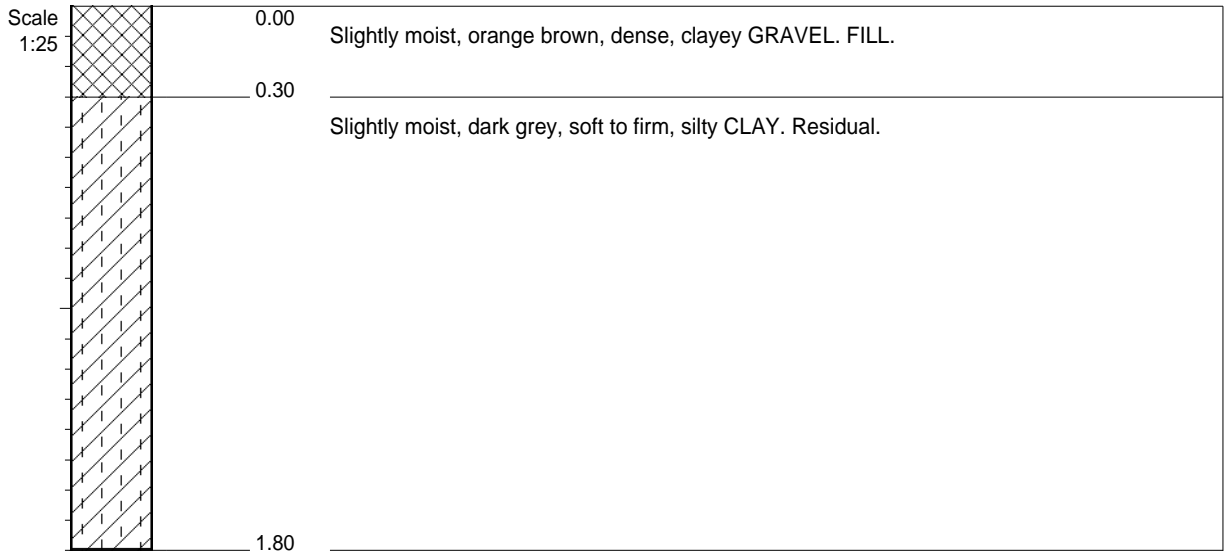 Scale
1:25
0.00
Slightly moist, orange brown, dense, clayey GRAVEL. FILL.
0.30
Slightly moist, dark grey, soft to firm, silty CLAY. Residual.
1.80